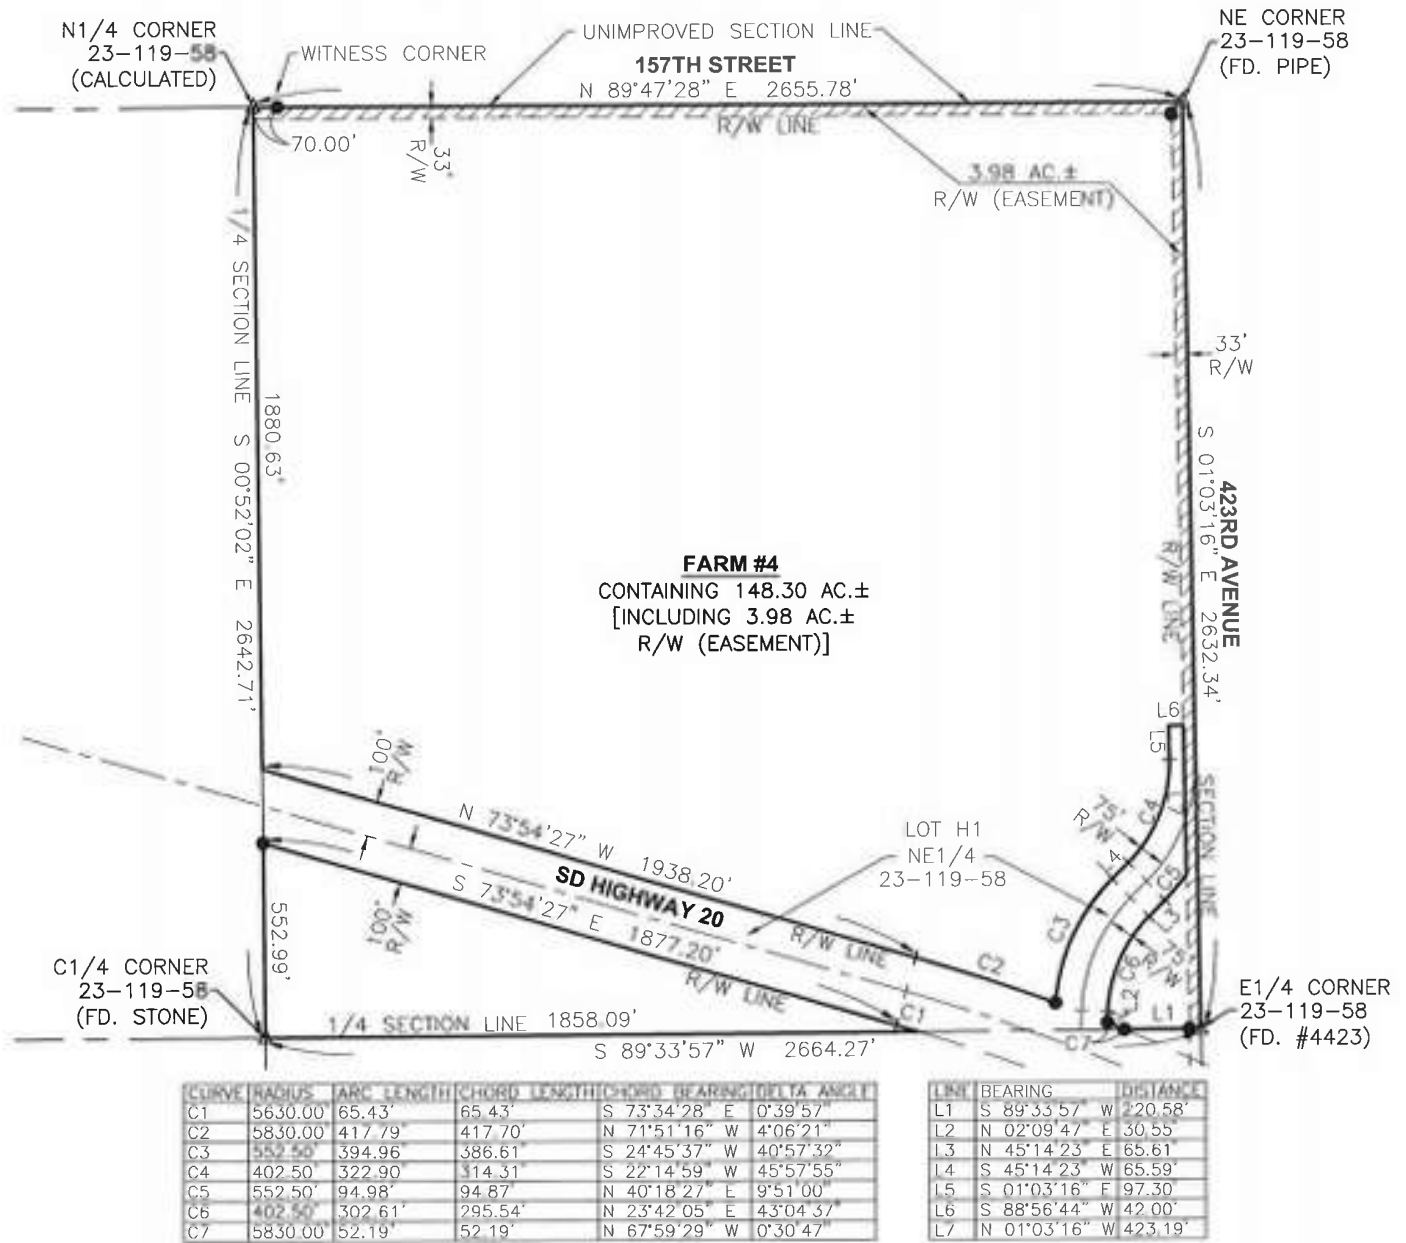 N1/4 CORNER
23-119-58
(CALCULATED)
WITNESS CORNER
UNIMPROVED SECTION LINE
157TH STREET
N 89°47'28" E 2655.78'
NE CORNER
23-119-58
(FD. PIPE)
R/W LINE
70.00'
33'
R/W
3.98 AC.±
R/W (EASEMENT)
1/4 SECTION LINE S 00°52'02" E 2642.71'
1880.63'
33'
R/W
423RD AVENUE
S 01°03'16" E 2632.34'
R/W LINE
SECTION LINE
FARM #4
CONTAINING 148.30 AC.±
[INCLUDING 3.98 AC.±
R/W (EASEMENT)]
L6
L5
L7
C4
75'
R/W
L4
C5
L3
C3
75'
R/W
C6
L2
L1
C7
LOT H1
NE1/4
23-119-58
100'
R/W
N 73°54'27" W 1938.20'
SD HIGHWAY 20
S 73°54'27" E 1877.20'
R/W LINE
R/W LINE
100'
R/W
C2
C1
552.99'
C1/4 CORNER
23-119-58
(FD. STONE)
1/4 SECTION LINE 1858.09'
S 89°33'57" W 2664.27'
E1/4 CORNER
23-119-58
(FD. #4423)
CURVE RADIUS ARC LENGTH CHORD LENGTH CHORD BEARING DELTA ANGLE
C1 5630.00' 65.43' 65.43' S 73°34'28" E 0°39'57"
C2 5830.00' 417.79' 417.70' N 71°51'16" W 4°06'21"
C3 552.50' 394.96' 386.61' S 24°45'37" W 40°57'32"
C4 402.50' 322.90' 314.31' S 22°14'59" W 45°57'55"
C5 552.50' 94.98' 94.87' N 40°18'27" E 9°51'00"
C6 402.50' 302.61' 295.54' N 23°42'05" E 43°04'37"
C7 5830.00' 52.19' 52.19' N 67°59'29" W 0°30'47"
LINE BEARING DISTANCE
L1 S 89°33'57" W 220.58'
L2 N 02°09'47" E 30.55'
L3 N 45°14'23" E 65.61'
L4 S 45°14'23" W 65.59'
L5 S 01°03'16" E 97.30'
L6 S 88°56'44" W 42.00'
L7 N 01°03'16" W 423.19'